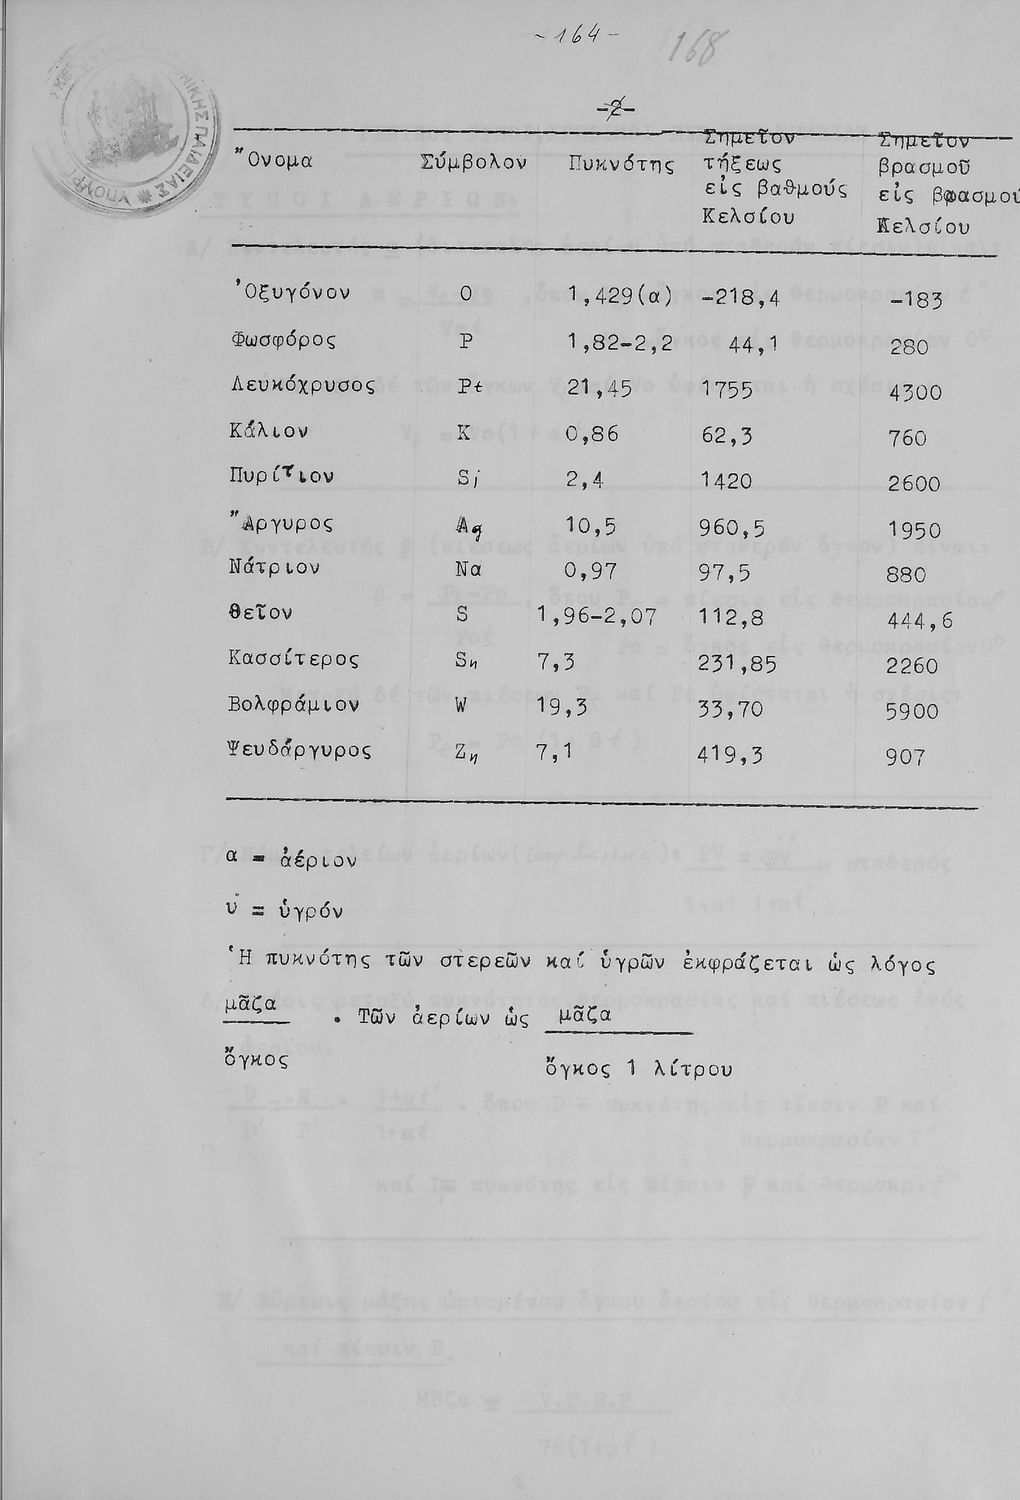 -164-
168
-2-
Ὄνομα Σύμβολον Πυκνότης Σημεῖον τήξεως εἰς βαθμούς Κελσίου Σημεῖον βρασμοῦ εἰς βρασμού Κελσίου
Ὀξυγόνον O 1,429(α) -218,4 -183
Φωσφόρος P 1,82-2,2 44,1 280
Λευκόχρυσος Pt 21,45 1755 4300
Κάλιον K 0,86 62,3 760
Πυρίτιον Si 2,4 1420 2600
Ἄργυρος Ag 10,5 960,5 1950
Νάτριον Na 0,97 97,5 880
Θεῖον S 1,96-2,07 112,8 444,6
Κασσίτερος Sn 7,3 231,85 2260
Βολφράμιον W 19,3 33,70 5900
Ψευδάργυρος Zn 7,1 419,3 907
α = ἀέριον
υ = ὑγρόν
Ἡ πυκνότης τῶν στερεῶν καί ὑγρῶν ἐκφράζεται ὡς λόγος
μᾶζα . Τῶν ἀερίων ὡς μᾶζα
ὄγκος ὄγκος 1 λίτρου